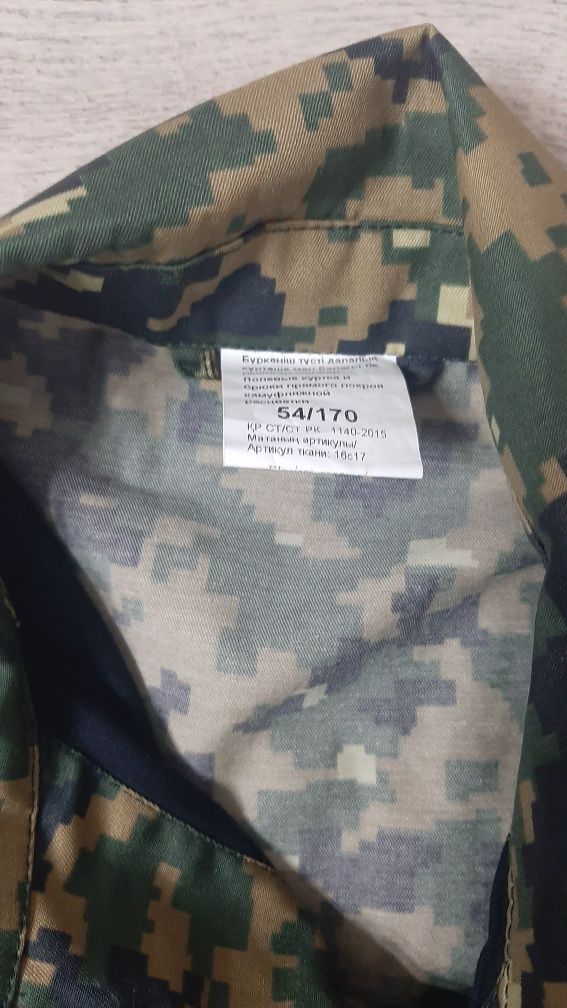 Бүркеніш түсті далалық
Полевые куртка и
брюки прямого покроя
камуфляжной
расцветки
54/170
ҚР СТ/СТ РК 1140-2015
Матаның артикулы/
Артикул ткани: 16с17